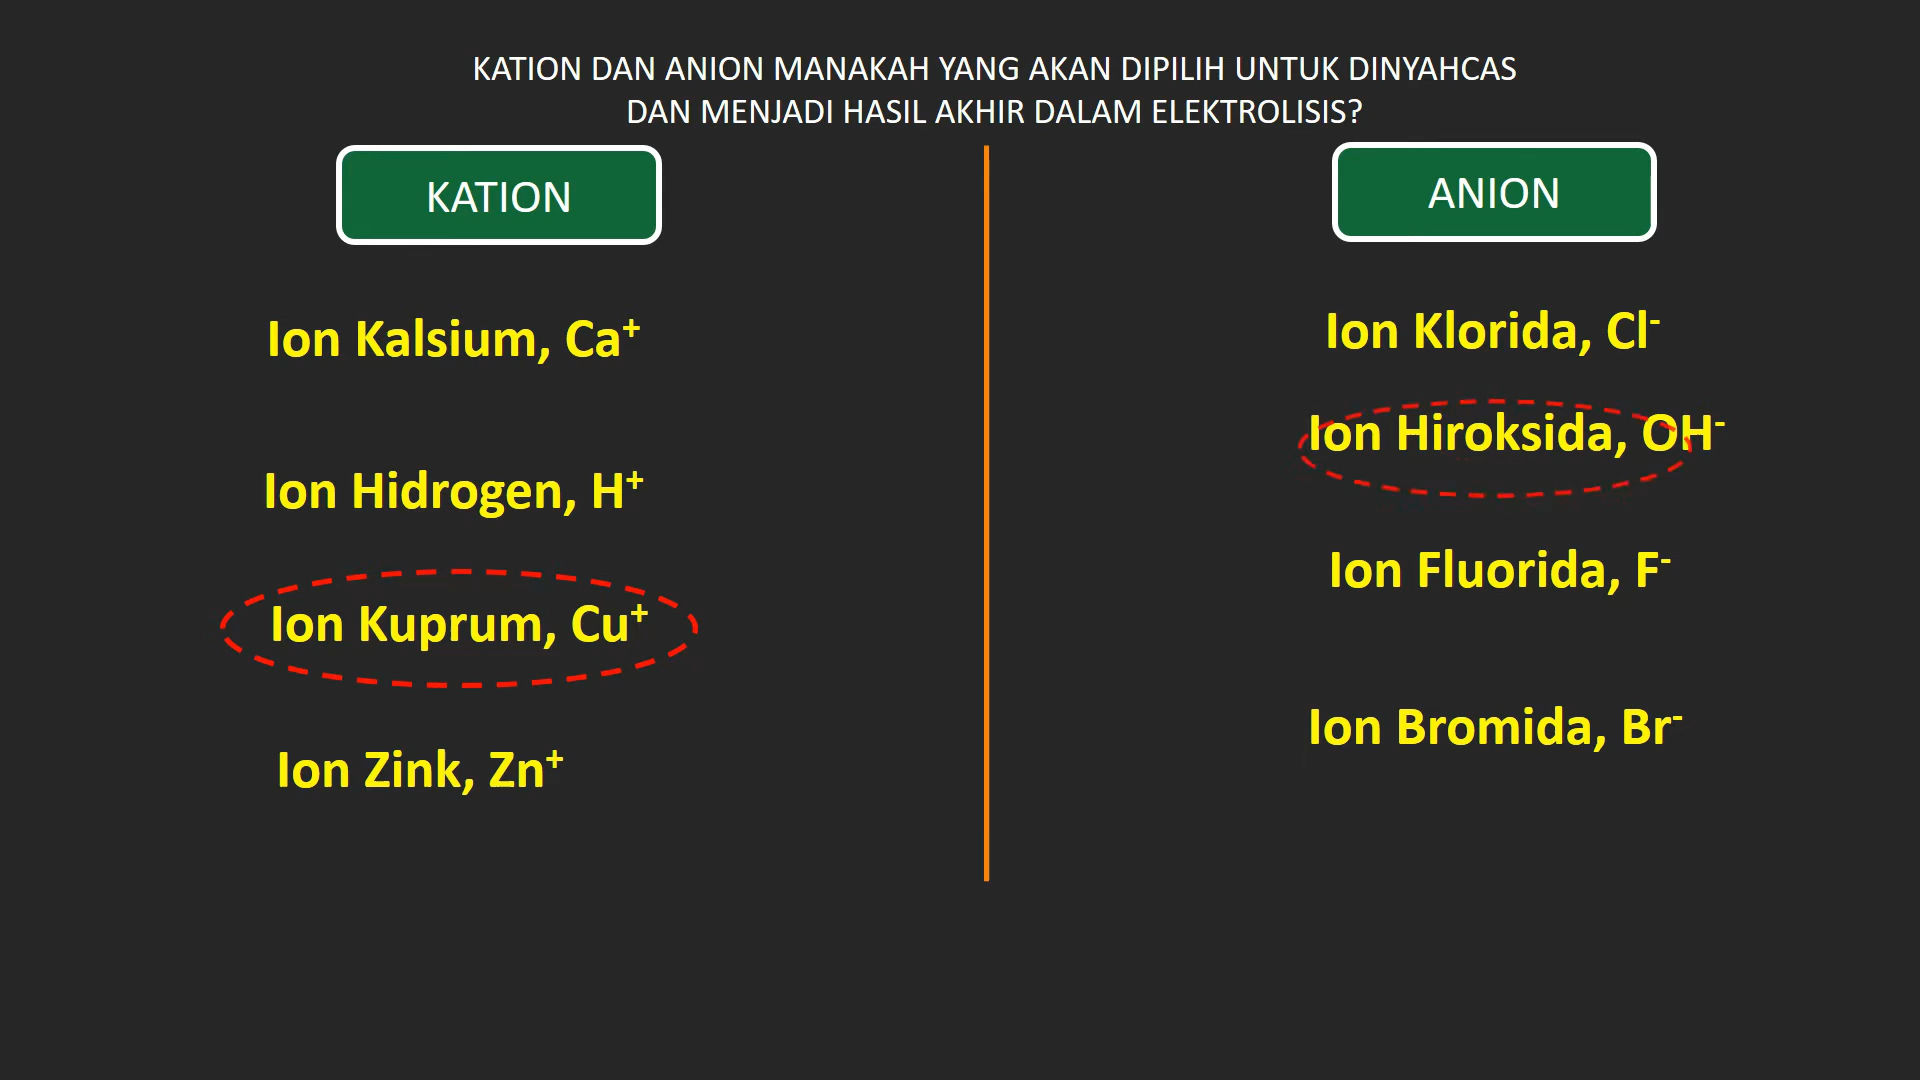 KATION DAN ANION MANAKAH YANG AKAN DIPILIH UNTUK DINYAHCAS
DAN MENJADI HASIL AKHIR DALAM ELEKTROLISIS?
KATION
Ion Kalsium, Ca⁺
Ion Hidrogen, H⁺
Ion Kuprum, Cu⁺
Ion Zink, Zn⁺
ANION
Ion Klorida, Cl⁻
Ion Hiroksida, OH⁻
Ion Fluorida, F⁻
Ion Bromida, Br⁻